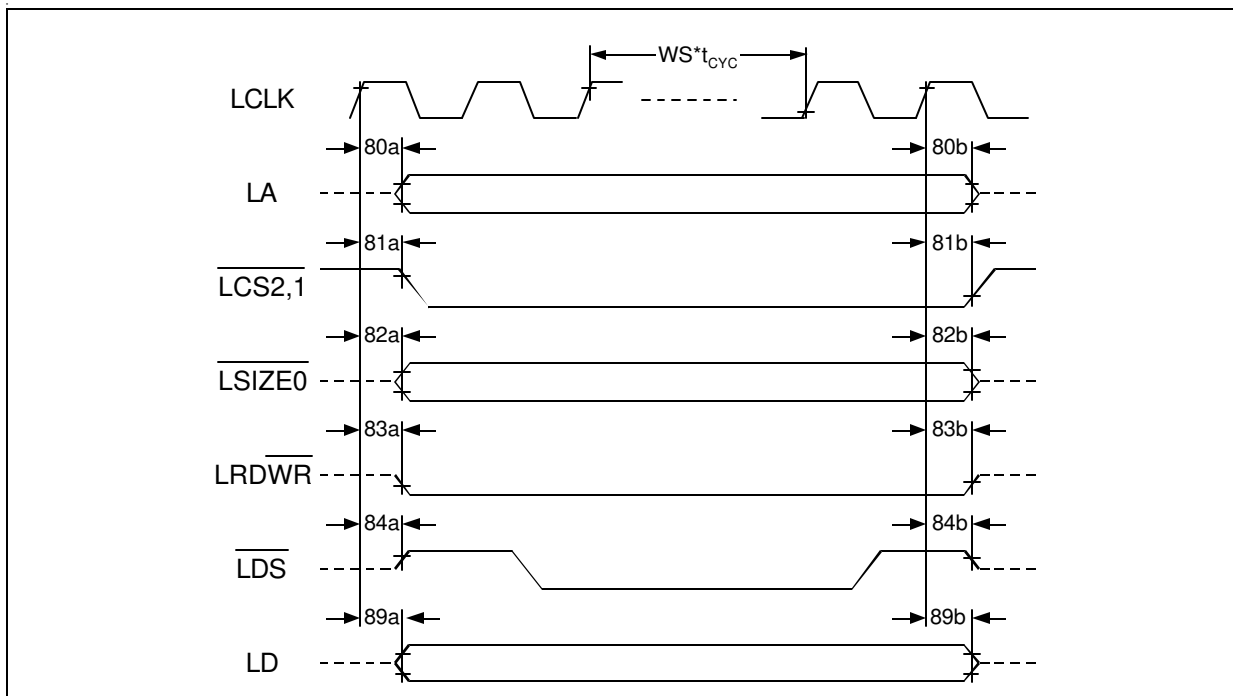 WS*tCYC
LCLK
80a 80b
LA
81a 81b
LCS2,1
82a 82b
LSIZE0
83a 83b
LRDWR
84a 84b
LDS
89a 89b
LD